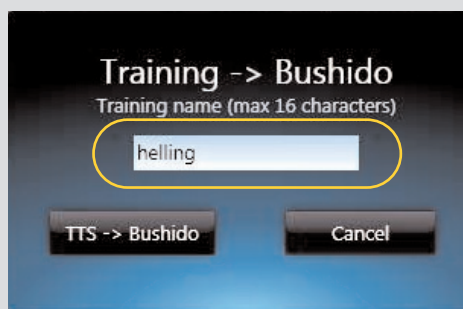 Training -> Bushido
Training name (max 16 characters)
helling
TTS -> Bushido
Cancel